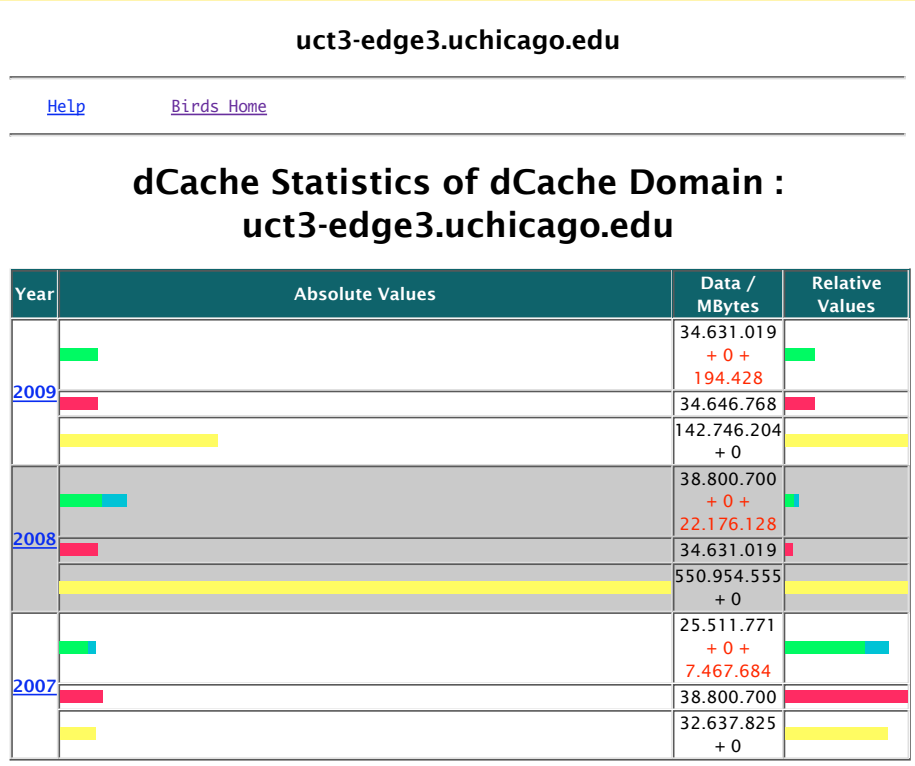 uct3-edge3.uchicago.edu
Help Birds Home
dCache Statistics of dCache Domain :
uct3-edge3.uchicago.edu
Year Absolute Values Data / MBytes Relative Values
2009
34.631.019
+ 0 +
194.428
34.646.768
142.746.204
+ 0
2008
38.800.700
+ 0 +
22.176.128
34.631.019
550.954.555
+ 0
2007
25.511.771
+ 0 +
7.467.684
38.800.700
32.637.825
+ 0